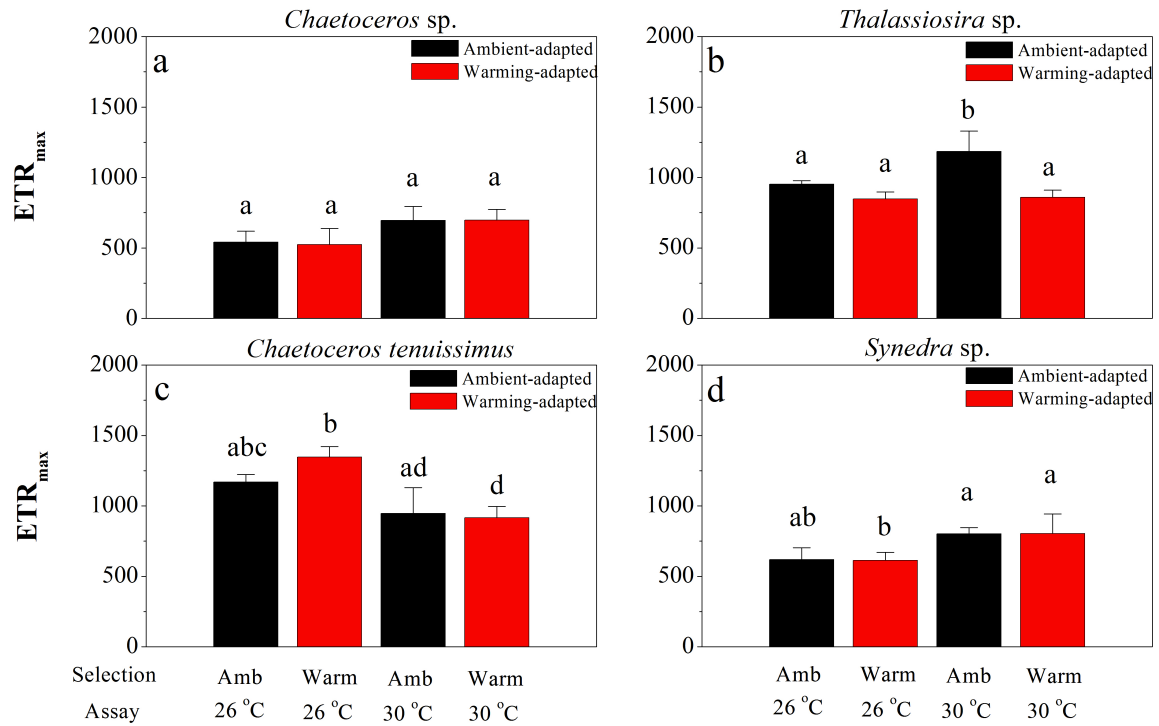 Chaetoceros sp.
Thalassiosira sp.
a
Ambient-adapted
Warming-adapted
2000
1500
1000
500
0
ETRmax
a
a
a
a
b
Ambient-adapted
Warming-adapted
2000
1500
1000
500
0
a
a
b
a
Chaetoceros tenuissimus
Synedra sp.
c
Ambient-adapted
Warming-adapted
2000
1500
1000
500
0
ETRmax
abc
b
ad
d
d
Ambient-adapted
Warming-adapted
2000
1500
1000
500
0
ab
b
a
a
Selection Amb Warm Amb Warm
Assay 26 °C 26 °C 30 °C 30 °C
Amb Warm Amb Warm
26 °C 26 °C 30 °C 30 °C